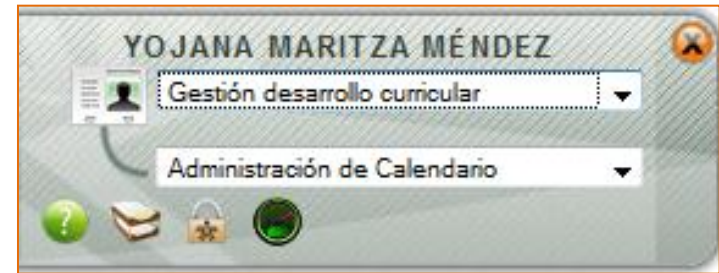 YOJANA MARITZA MÉNDEZ
Gestión desarrollo curricular
Administración de Calendario